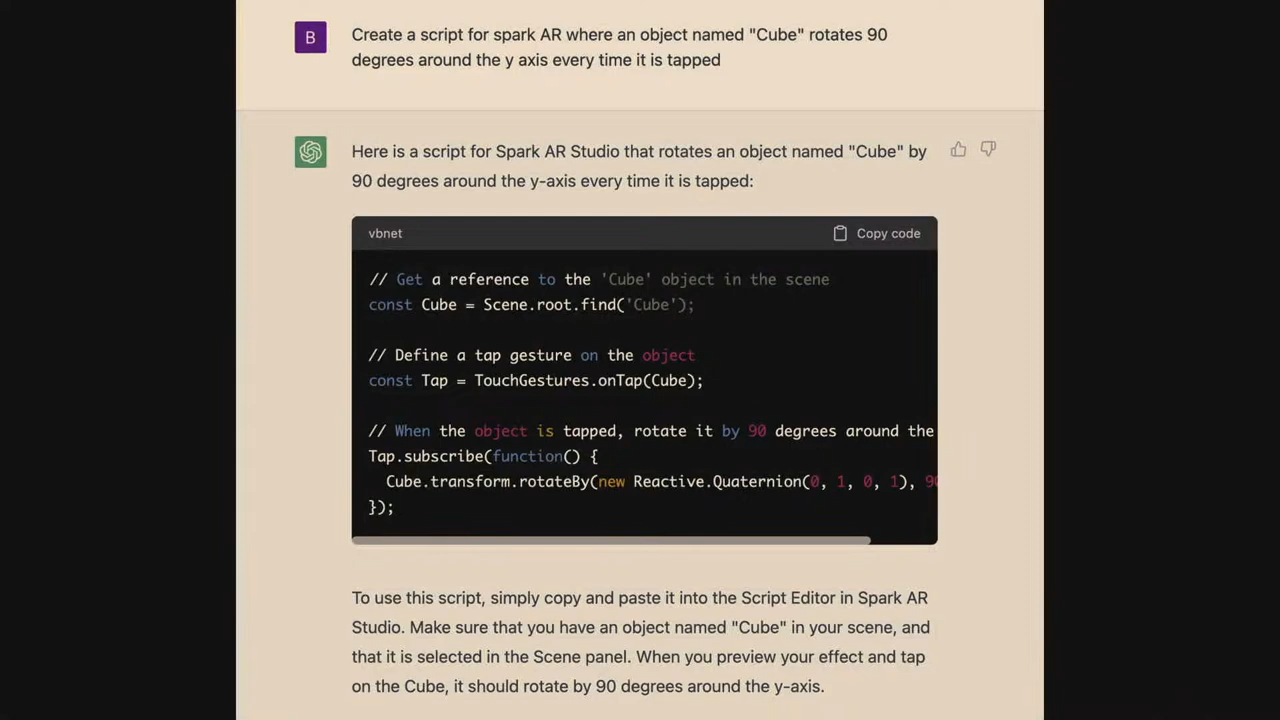 B
Create a script for spark AR where an object named "Cube" rotates 90
degrees around the y axis every time it is tapped
Here is a script for Spark AR Studio that rotates an object named "Cube" by
90 degrees around the y-axis every time it is tapped:
vbnet
Copy code
// Get a reference to the 'Cube' object in the scene
const Cube = Scene.root.find('Cube');
// Define a tap gesture on the object
const Tap = TouchGestures.onTap(Cube);
// When the object is tapped, rotate it by 90 degrees around the
Tap.subscribe(function() {
Cube.transform.rotateBy(new Reactive.Quaternion(0, 1, 0, 1), 90
});
To use this script, simply copy and paste it into the Script Editor in Spark AR
Studio. Make sure that you have an object named "Cube" in your scene, and
that it is selected in the Scene panel. When you preview your effect and tap
on the Cube, it should rotate by 90 degrees around the y-axis.